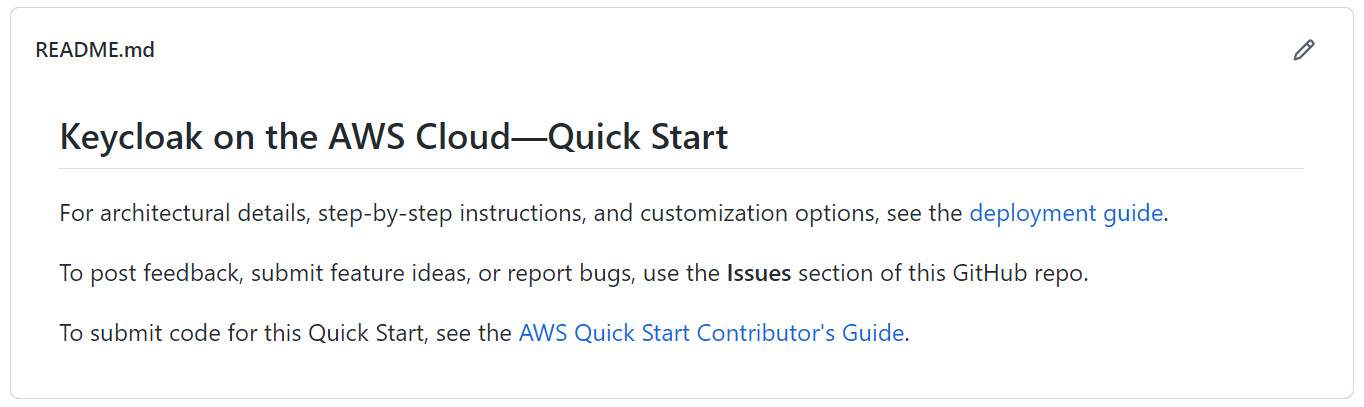 README.md
Keycloak on the AWS Cloud—Quick Start
For architectural details, step-by-step instructions, and customization options, see the deployment guide.
To post feedback, submit feature ideas, or report bugs, use the Issues section of this GitHub repo.
To submit code for this Quick Start, see the AWS Quick Start Contributor's Guide.